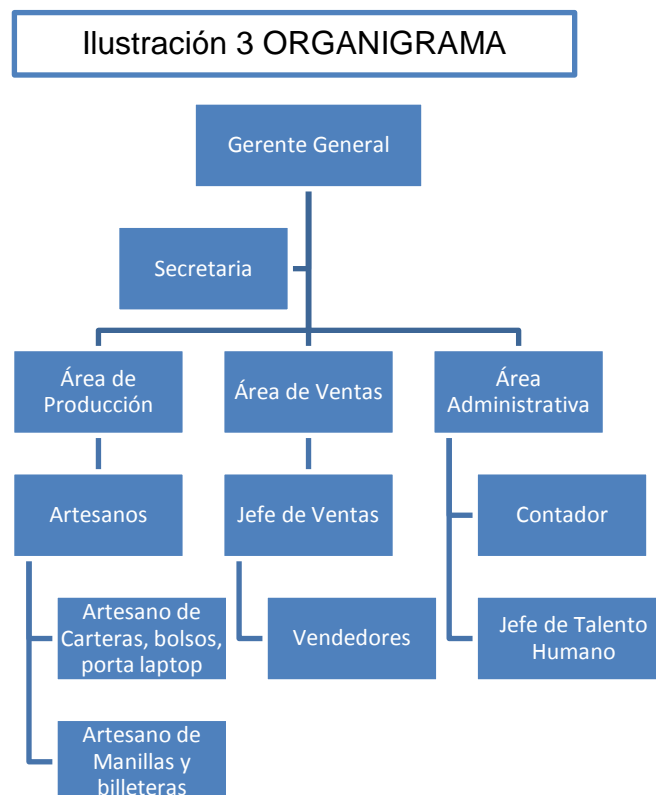 Ilustración 3 ORGANIGRAMA
Gerente General
Secretaria
Área de
Producción
Área de Ventas
Área
Administrativa
Artesanos
Jefe de Ventas
Contador
Artesano de
Carteras, bolsos,
porta laptop
Vendedores
Jefe de Talento
Humano
Artesano de
Manillas y
billeteras